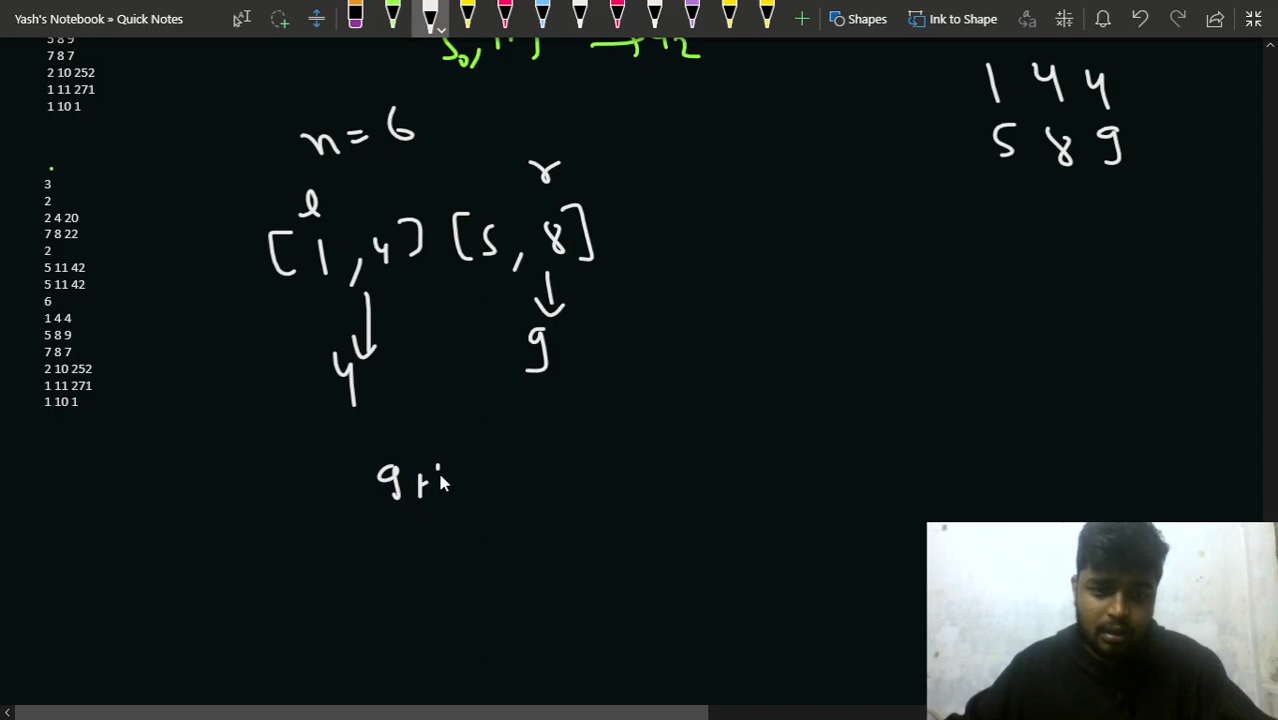 Yash's Notebook » Quick Notes
Shapes
Ink to Shape
5 8 9
7 8 7
2 10 252
1 11 271
1 10 1
3
2
2 4 20
7 8 22
2
5 11 42
5 11 42
6
1 4 4
5 8 9
7 8 7
2 10 252
1 11 271
1 10 1
n = 6
l r
[1, 4] [5, 8]
4 9
1 4 4
5 8 9